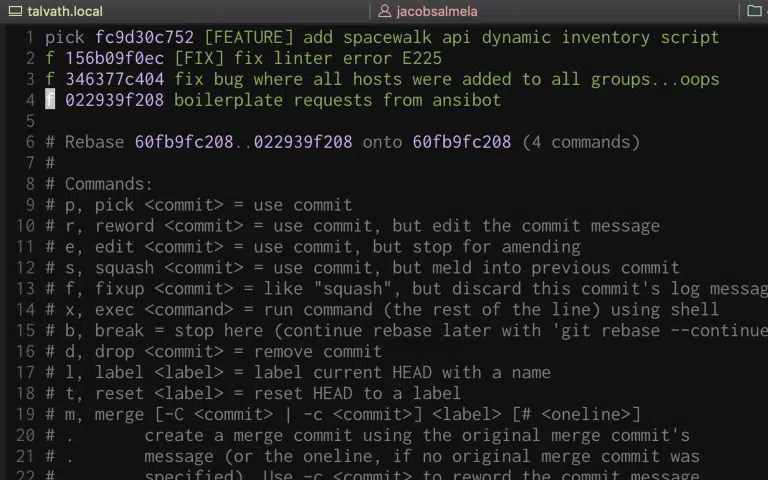 talvath.local jacobsalmela
1 pick fc9d30c752 [FEATURE] add spacewalk api dynamic inventory script
2 f 156b09f0ec [FIX] fix linter error E225
3 f 346377c404 fix bug where all hosts were added to all groups...oops
4 f 022939f208 boilerplate requests from ansibot
5
6 # Rebase 60fb9fc208..022939f208 onto 60fb9fc208 (4 commands)
7 #
8 # Commands:
9 # p, pick <commit> = use commit
10 # r, reword <commit> = use commit, but edit the commit message
11 # e, edit <commit> = use commit, but stop for amending
12 # s, squash <commit> = use commit, but meld into previous commit
13 # f, fixup <commit> = like "squash", but discard this commit's log messag
14 # x, exec <command> = run command (the rest of the line) using shell
15 # b, break = stop here (continue rebase later with 'git rebase --continue
16 # d, drop <commit> = remove commit
17 # l, label <label> = label current HEAD with a name
18 # t, reset <label> = reset HEAD to a label
19 # m, merge [-C <commit> | -c <commit>] <label> [# <oneline>]
20 # . create a merge commit using the original merge commit's
21 # . message (or the oneline, if no original merge commit was
22 # . specified). Use -c <commit> to reword the commit message